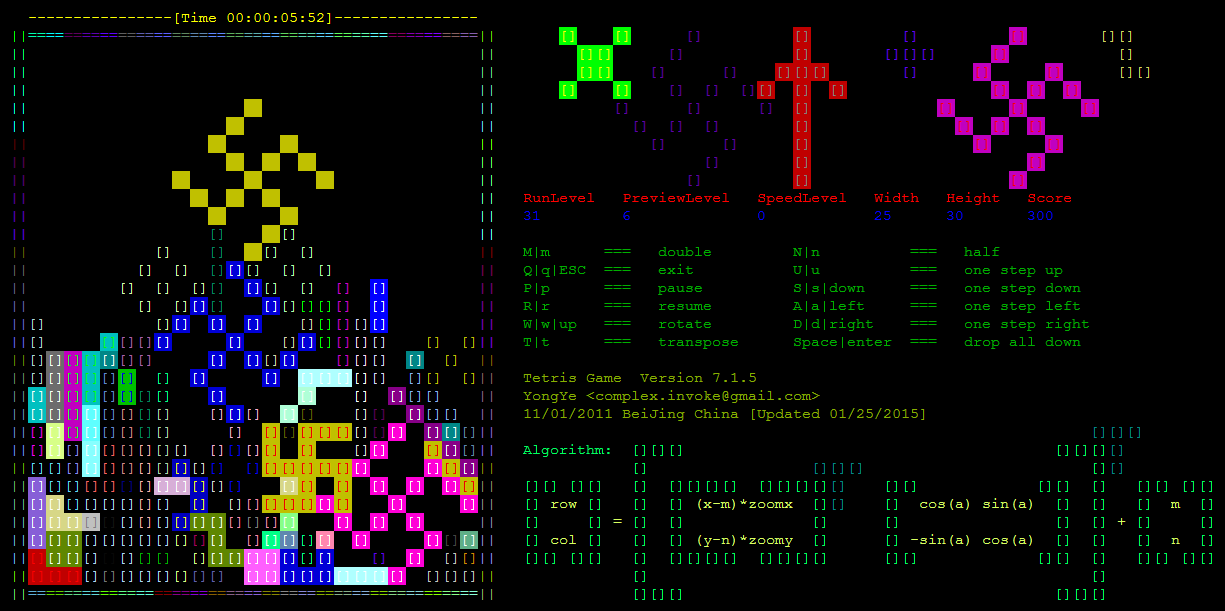 ----------------[Time 00:00:05:52]----------------
RunLevel PreviewLevel SpeedLevel Width Height Score
31 6 0 25 30 300
M|m === double N|n === half
Q|q|ESC === exit U|u === one step up
P|p === pause S|s|down === one step down
R|r === resume A|a|left === one step left
W|w|up === rotate D|d|right === one step right
T|t === transpose Space|enter === drop all down
Tetris Game Version 7.1.5
YongYe <complex.invoke@gmail.com>
11/01/2011 BeiJing China [Updated 01/25/2015]
Algorithm:
row (x-m)*zoomx cos(a) sin(a) m
= +
col (y-n)*zoomy -sin(a) cos(a) n